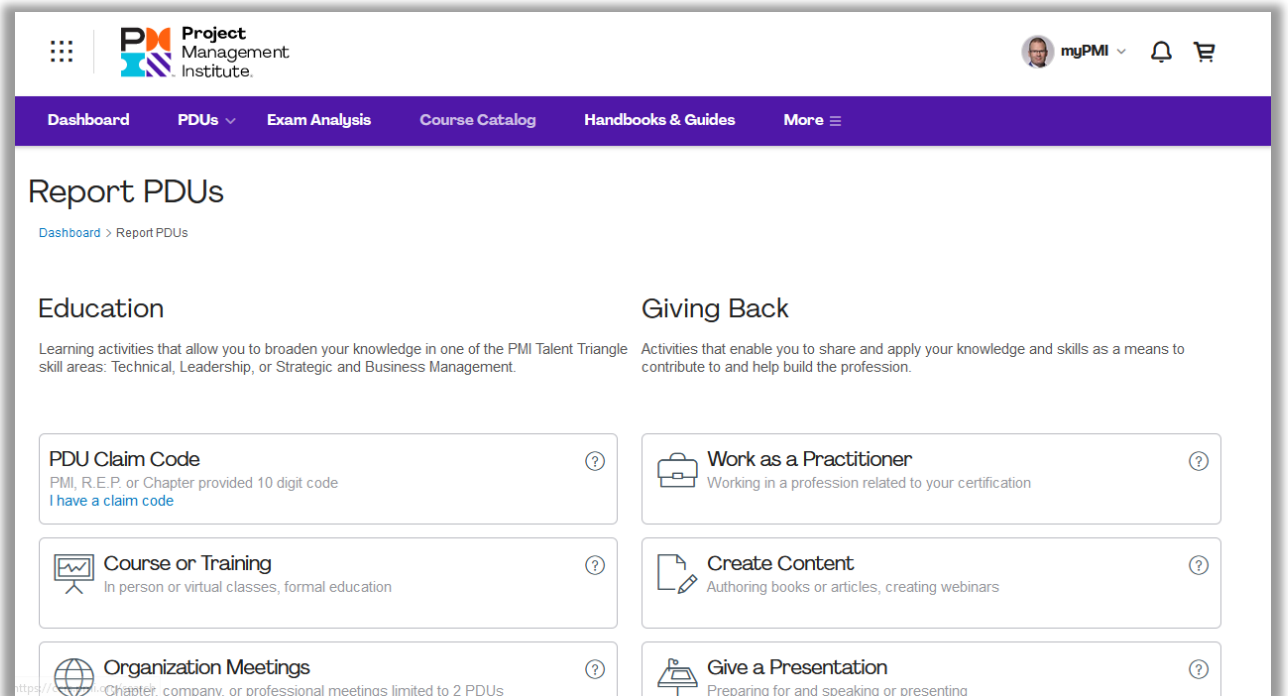 Project
Management
Institute.
myPMI
Dashboard
PDUs
Exam Analysis
Course Catalog
Handbooks & Guides
More
Report PDUs
Dashboard > Report PDUs
Education
Learning activities that allow you to broaden your knowledge in one of the PMI Talent Triangle
skill areas: Technical, Leadership, or Strategic and Business Management.
Giving Back
Activities that enable you to share and apply your knowledge and skills as a means to
contribute to and help build the profession.
PDU Claim Code
PMI, R.E.P. or Chapter provided 10 digit code
I have a claim code
Work as a Practitioner
Working in a profession related to your certification
Course or Training
In person or virtual classes, formal education
Create Content
Authoring books or articles, creating webinars
Organization Meetings
Chapter, company, or professional meetings limited to 2 PDUs
Give a Presentation
Preparing for and speaking or presenting